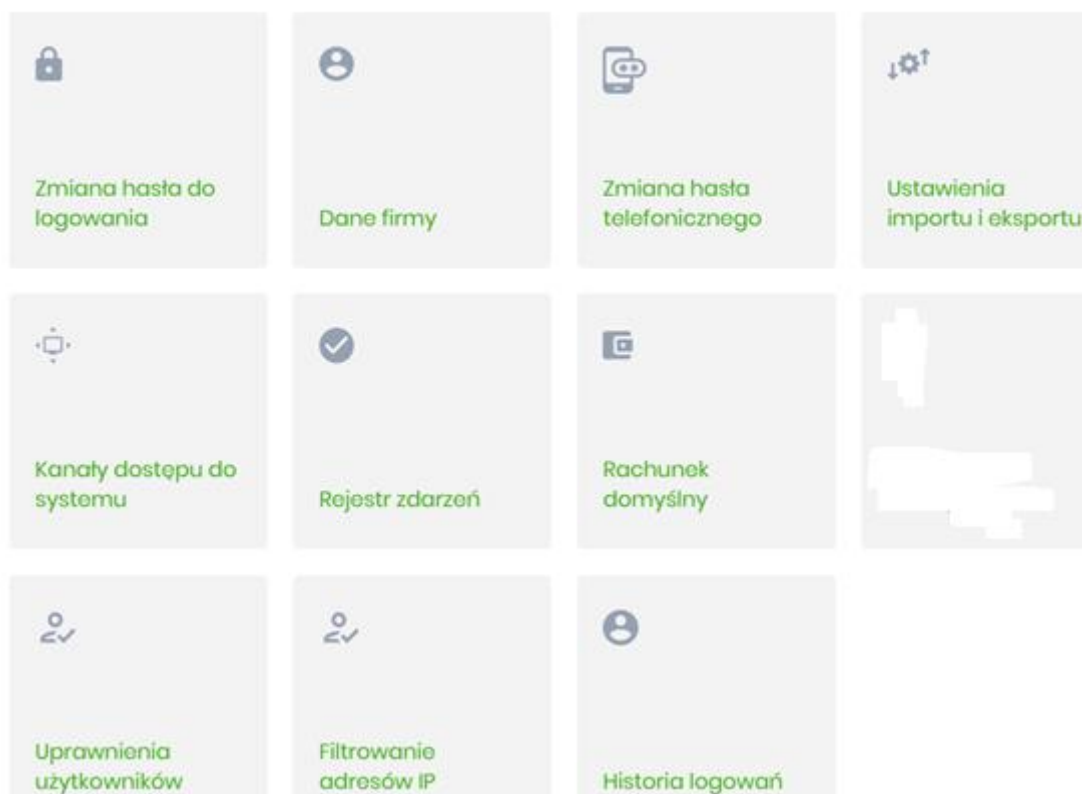 Zmiana hasła do
logowania
Dane firmy
Zmiana hasła
telefonicznego
Ustawienia
importu i eksportu
Kanały dostępu do
systemu
Rejestr zdarzeń
Rachunek
domyślny
Uprawnienia
użytkowników
Filtrowanie
adresów IP
Historia logowań